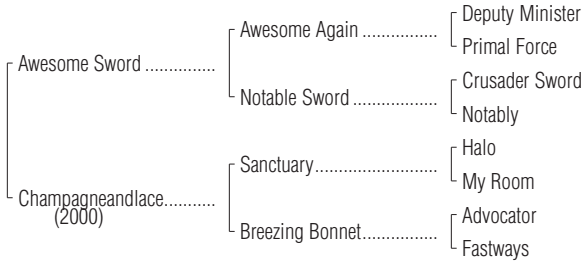 Deputy Minister
Awesome Again ................
Primal Force
Awesome Sword ...............
Crusader Sword
Notable Sword ..................
Notably
Halo
Sanctuary..........................
My Room
Champagneandlace...........
(2000)
Advocator
Breezing Bonnet................
Fastways